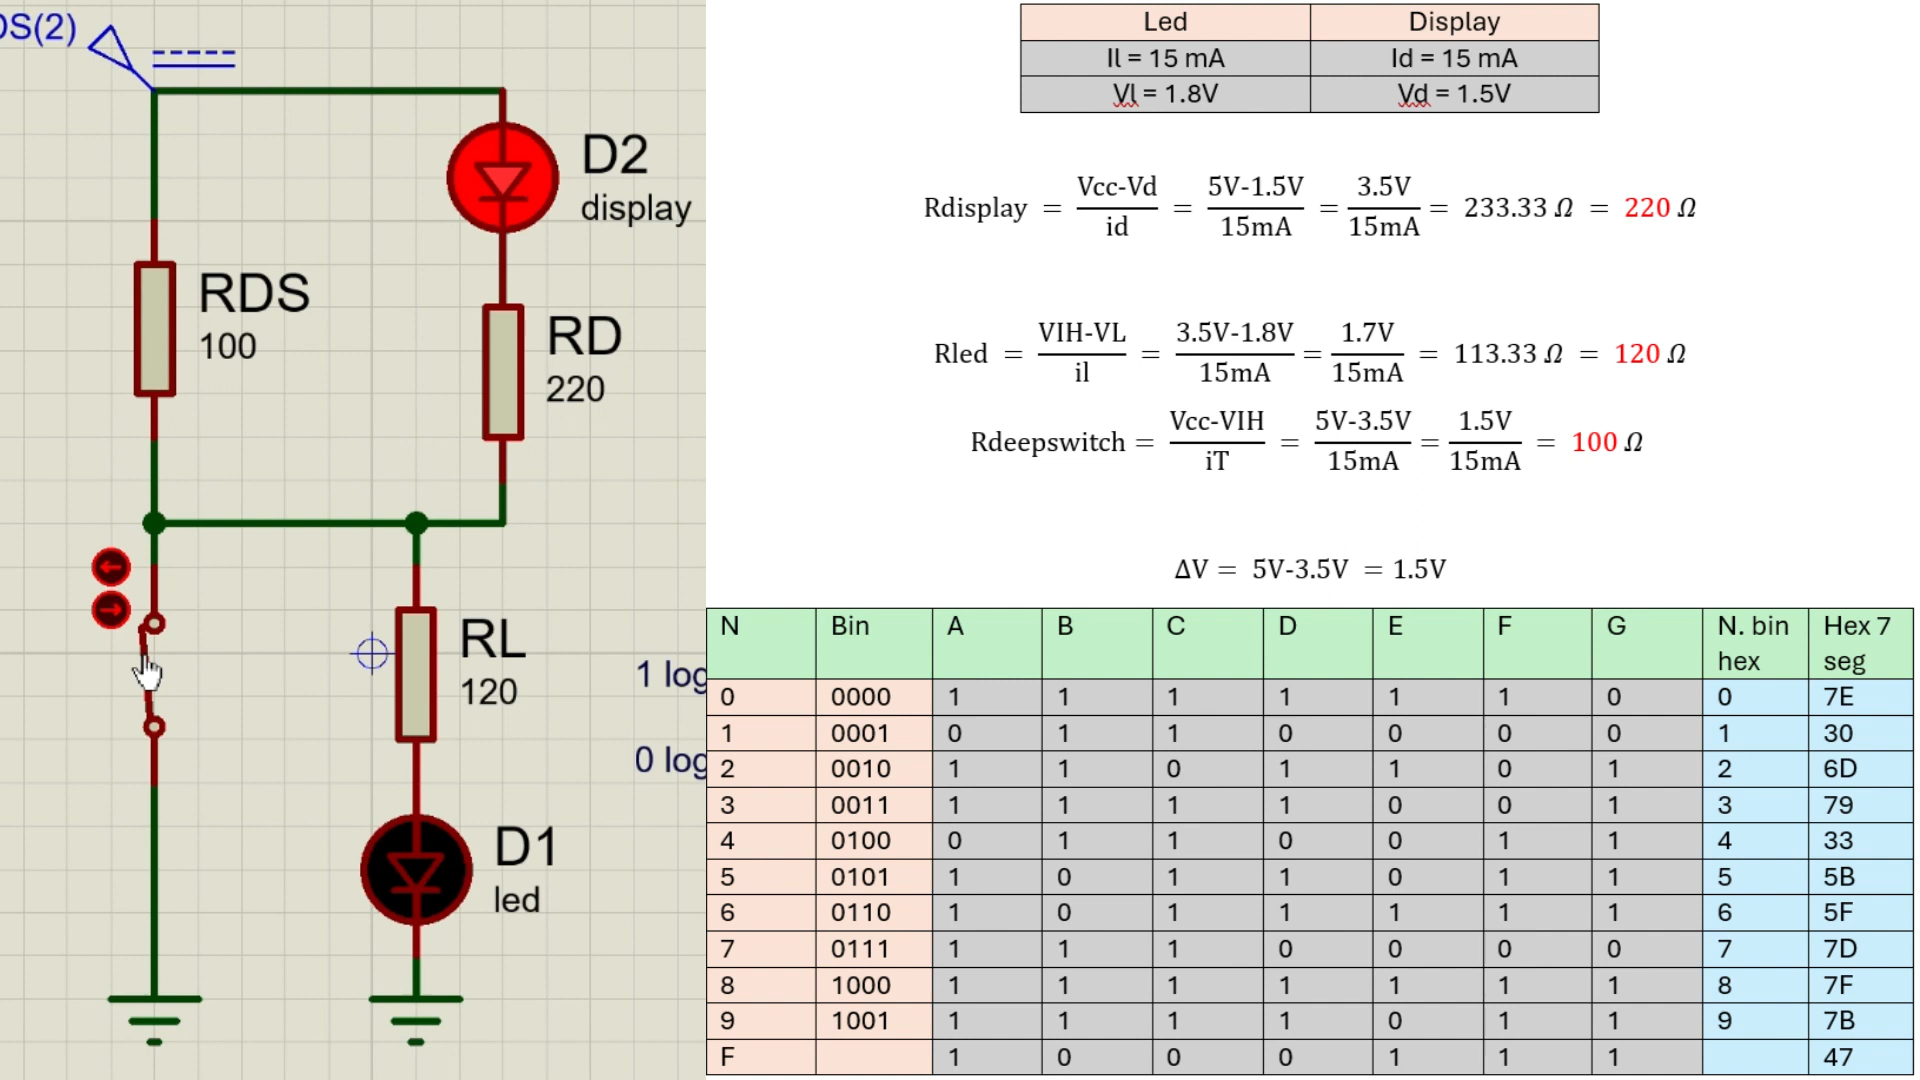 DS(2)
D2
display
RDS
100
RD
220
RL
120
1 log
0 log
D1
led
Led Display
Il = 15 mA Id = 15 mA
Vl = 1.8V Vd = 1.5V
Rdisplay = Vcc-Vd / id = 5V-1.5V / 15mA = 3.5V / 15mA = 233.33 Ω = 220 Ω
Rled = VIH-VL / il = 3.5V-1.8V / 15mA = 1.7V / 15mA = 113.33 Ω = 120 Ω
Rdeepswitch = Vcc-VIH / iT = 5V-3.5V / 15mA = 1.5V / 15mA = 100 Ω
ΔV = 5V-3.5V = 1.5V
N Bin A B C D E F G N. bin hex Hex 7 seg
0 0000 1 1 1 1 1 1 0 0 7E
1 0001 0 1 1 0 0 0 0 1 30
2 0010 1 1 0 1 1 0 1 2 6D
3 0011 1 1 1 1 0 0 1 3 79
4 0100 0 1 1 0 0 1 1 4 33
5 0101 1 0 1 1 0 1 1 5 5B
6 0110 1 0 1 1 1 1 1 6 5F
7 0111 1 1 1 0 0 0 0 7 7D
8 1000 1 1 1 1 1 1 1 8 7F
9 1001 1 1 1 1 0 1 1 9 7B
F 1 0 0 0 1 1 1 47